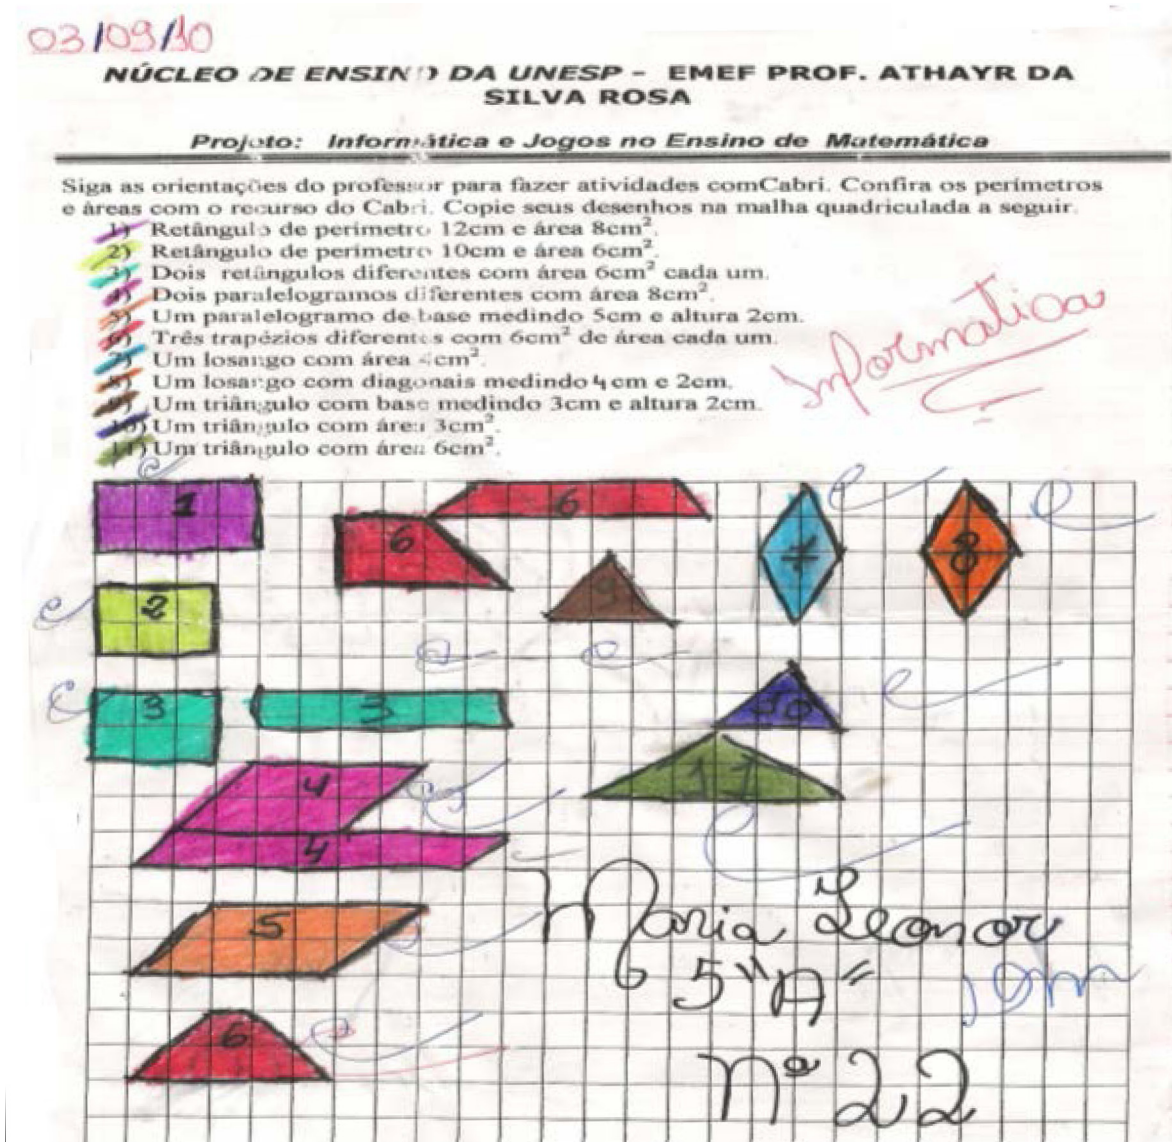 03/09/10
NÚCLEO DE ENSINO DA UNESP - EMEF PROF. ATHAYR DA
SILVA ROSA
Projeto: Informática e Jogos no Ensino de Matemática
Siga as orientações do professor para fazer atividades comCabri. Confira os perímetros
e áreas com o recurso do Cabri. Copie seus desenhos na malha quadriculada a seguir.
1) Retângulo de perímetro 12cm e área 8cm².
2) Retângulo de perímetro 10cm e área 6cm².
3) Dois retângulos diferentes com área 6cm² cada um.
4) Dois paralelogramos diferentes com área 8cm².
5) Um paralelogramo de base medindo 5cm e altura 2cm.
6) Três trapézios diferentes com 6cm² de área cada um.
7) Um losango com área 4cm².
8) Um losango com diagonais medindo 4cm e 2cm.
9) Um triângulo com base medindo 3cm e altura 2cm.
10) Um triângulo com área 3cm².
11) Um triângulo com área 6cm².
Informatica
1
6
6
7
8
2
9
3
3
10
4
11
4
5
6
Maria Leonor
5ª "A"
nº 22